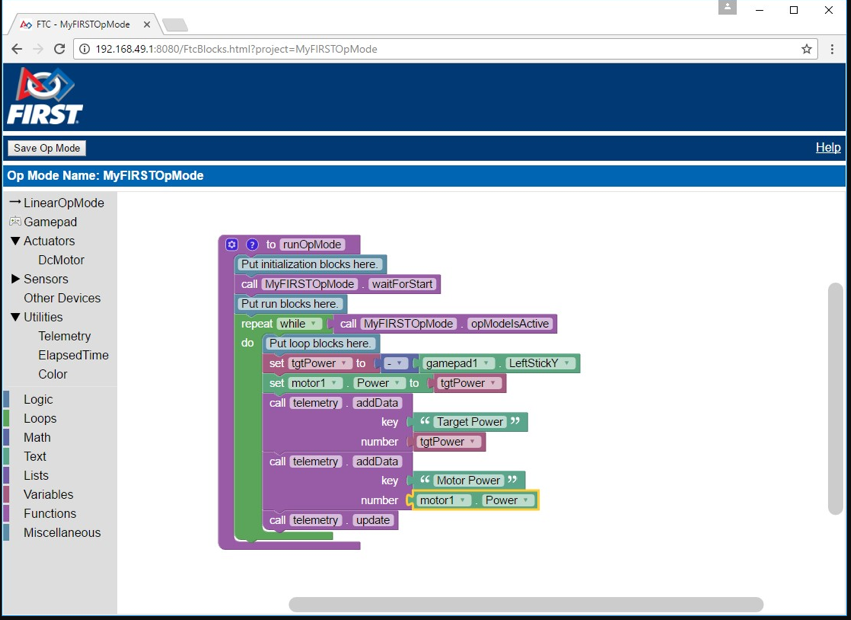 FTC - MyFIRSTOpMode
192.168.49.1:8080/FtcBlocks.html?project=MyFIRSTOpMode
FIRST
Save Op Mode
Help
Op Mode Name: MyFIRSTOpMode
LinearOpMode
Gamepad
Actuators
DcMotor
Sensors
Other Devices
Utilities
Telemetry
ElapsedTime
Color
Logic
Loops
Math
Text
Lists
Variables
Functions
Miscellaneous
? to runOpMode
Put initialization blocks here.
call MyFIRSTOpMode . waitForStart
Put run blocks here.
repeat while call MyFIRSTOpMode . opModeIsActive
do Put loop blocks here.
set tgtPower to - gamepad1 . LeftStickY
set motor1 . Power to tgtPower
call telemetry . addData
key “ Target Power ”
number tgtPower
call telemetry . addData
key “ Motor Power ”
number motor1 . Power
call telemetry . update